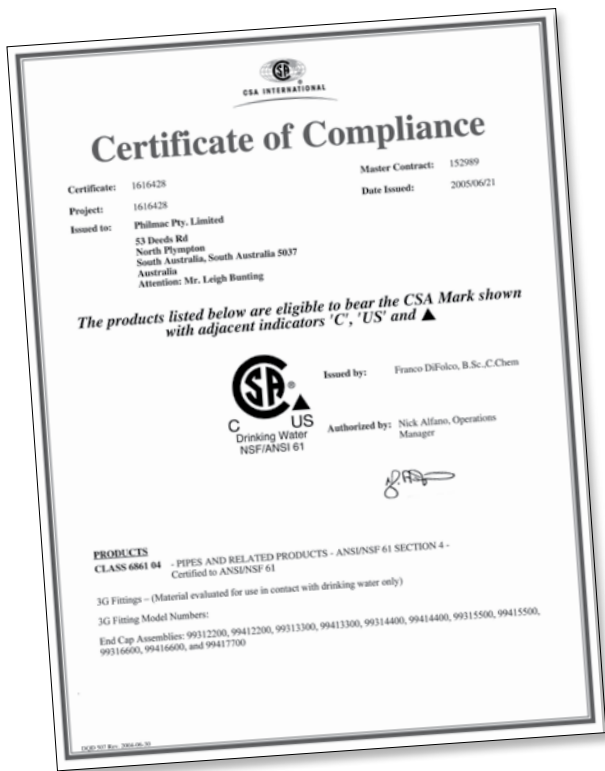 CSA INTERNATIONAL
Certificate of Compliance
Certificate: 1616428
Master Contract: 152989
Project: 1616428
Date Issued: 2005/06/21
Issued to: Philmac Pty. Limited
53 Deeds Rd
North Plympton
South Australia, South Australia 5037
Australia
Attention: Mr. Leigh Bunting
The products listed below are eligible to bear the CSA Mark shown
with adjacent indicators 'C', 'US' and ▲
Issued by: Franco DiFolco, B.Sc.,C.Chem
C US
Drinking Water
NSF/ANSI 61
Authorized by: Nick Alfano, Operations
Manager
PRODUCTS
CLASS 6861 04 - PIPES AND RELATED PRODUCTS - ANSI/NSF 61 SECTION 4 -
Certified to ANSI/NSF 61
3G Fittings – (Material evaluated for use in contact with drinking water only)
3G Fitting Model Numbers:
End Cap Assemblies: 99312200, 99412200, 99313300, 99413300, 99314400, 99414400, 99315500, 99415500,
99316600, 99416600, and 99417700
DQD 507 Rev. 2004-06-30